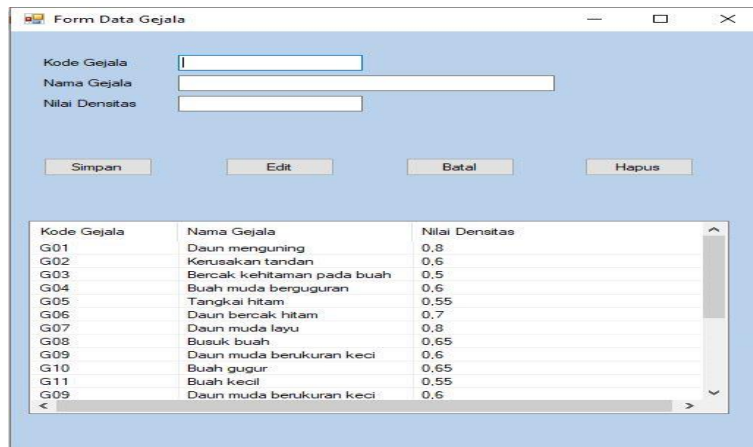 Form Data Gejala
Kode Gejala
Nama Gejala
Nilai Densitas
Simpan Edit Batal Hapus
Kode Gejala Nama Gejala Nilai Densitas
G01 Daun menguning 0,8
G02 Kerusakan tandan 0,6
G03 Bercak kehitaman pada buah 0,5
G04 Buah muda berguguran 0,6
G05 Tangkai hitam 0,55
G06 Daun bercak hitam 0,7
G07 Daun muda layu 0,8
G08 Busuk buah 0,65
G09 Daun muda berukuran keci 0,6
G10 Buah gugur 0,65
G11 Buah kecil 0,55
G09 Daun muda berukuran keci 0,6